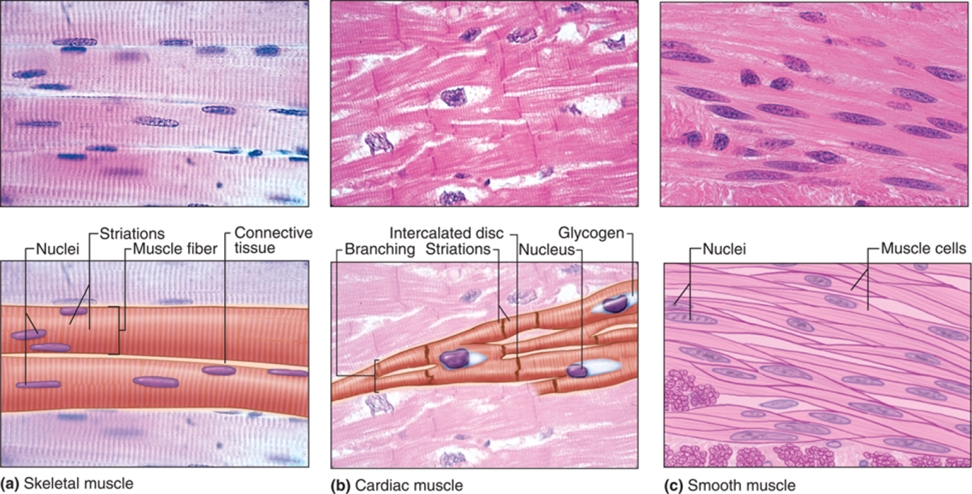 Nuclei
Striations
Muscle fiber
Connective
tissue
Branching
Intercalated disc
Striations
Nucleus
Glycogen
Nuclei
Muscle cells
(a) Skeletal muscle
(b) Cardiac muscle
(c) Smooth muscle